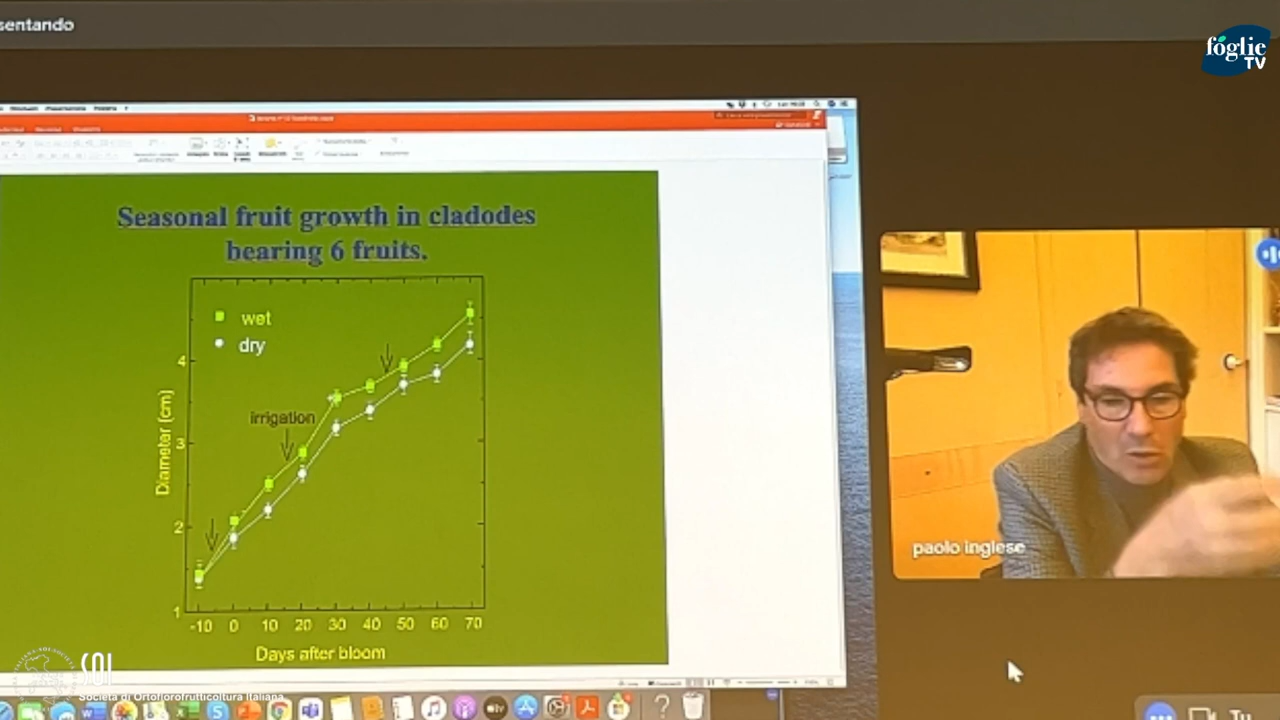 sentando
foglie
TV
Seasonal fruit growth in cladodes
bearing 6 fruits.
wet
dry
irrigation
Diameter (cm)
4
3
2
1
-10 0 10 20 30 40 50 60 70
Days after bloom
paolo inglese
SOI
Società di Ortoflorofrutticoltura Italiana